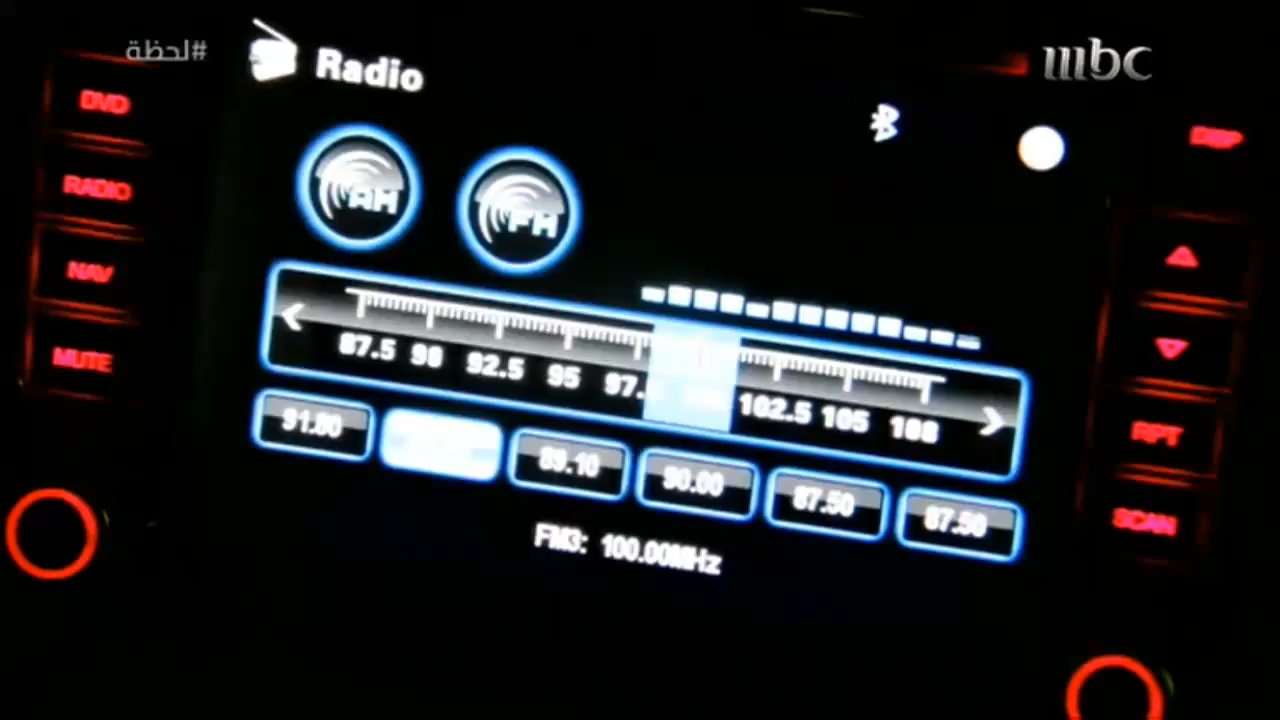 #لحظة
mbc
Radio
DVD
RADIO
NAV
MUTE
DISP
RPT
SCAN
AM
FM
87.5 90 92.5 95 97. 102.5 105 108
91.80
89.10
90.00
87.50
87.50
FM3: 100.00MHz